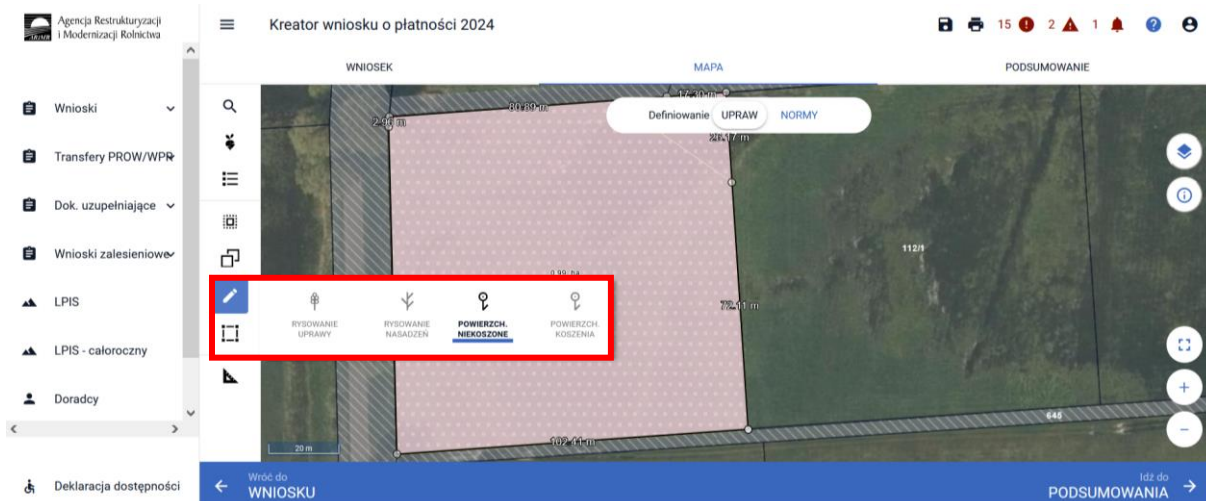 Agencja Restrukturyzacji
i Modernizacji Rolnictwa
ARiMR
Kreator wniosku o płatności 2024
15
2
1
WNIOSEK
MAPA
PODSUMOWANIE
Wnioski
Transfery PROW/WPR
Dok. uzupełniające
Wnioski zalesieniowe
LPIS
LPIS - całoroczny
Doradcy
Deklaracja dostępności
80.89 m
2.96 m
Definiowanie UPRAW NORMY
112/1
72.11 m
RYSOWANIE
UPRAWY
RYSOWANIE
NASADZEŃ
POWIERZCH.
NIEKOSZONE
POWIERZCH.
KOSZENIA
645
102.41 m
20 m
Wróć do
WNIOSKU
Idź do
PODSUMOWANIA